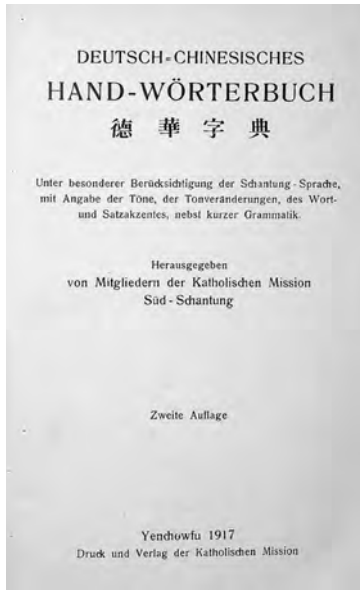 DEUTSCH-CHINESISCHES
HAND-WÖRTERBUCH
德華字典
Unter besonderer Berücksichtigung der Schantung-Sprache,
mit Angabe der Töne, der Tonveränderungen, des Wort-
und Satzakzentes, nebst kurzer Grammatik.
Herausgegeben
von Mitgliedern der Katholischen Mission
Süd-Schantung
Zweite Auflage
Yenchowfu 1917
Druck und Verlag der Katholischen Mission